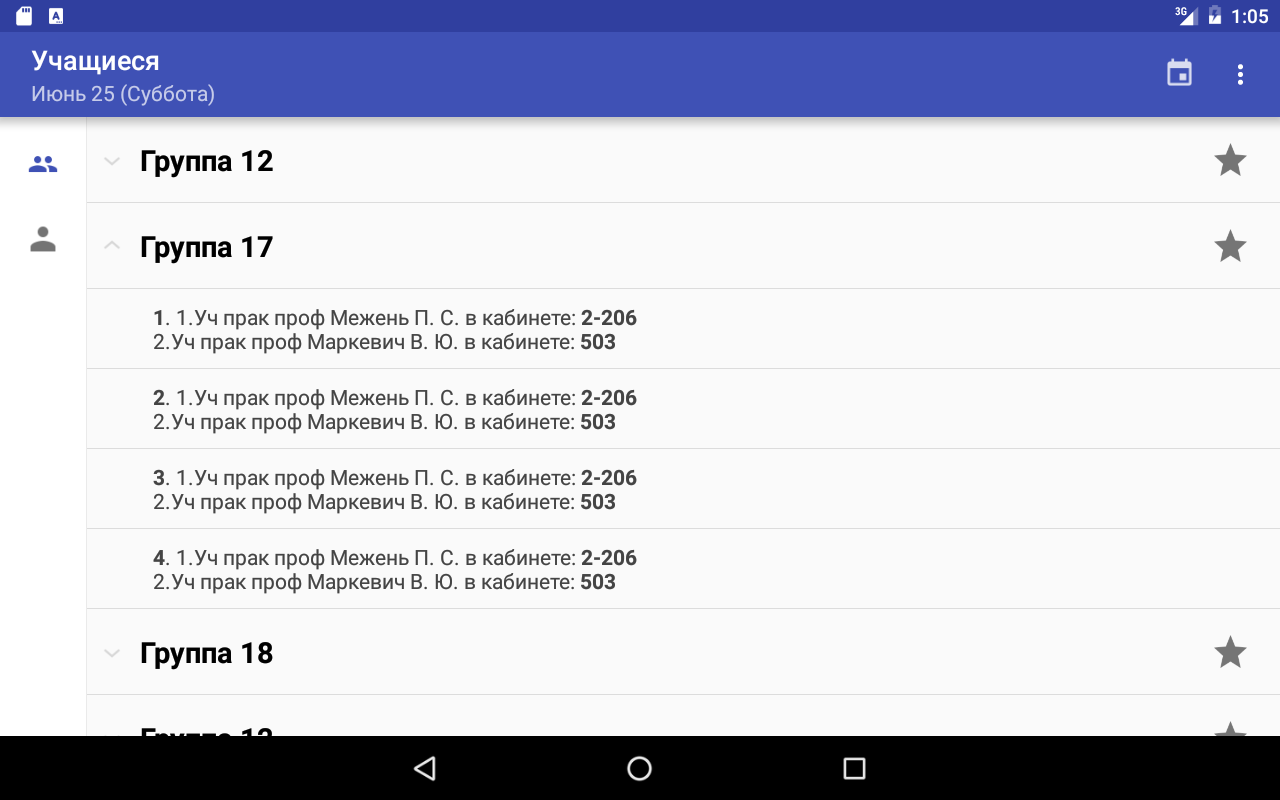 3G 1:05
Учащиеся
Июнь 25 (Суббота)
Группа 12
Группа 17
1. 1.Уч прак проф Межень П. С. в кабинете: 2-206
2.Уч прак проф Маркевич В. Ю. в кабинете: 503
2. 1.Уч прак проф Межень П. С. в кабинете: 2-206
2.Уч прак проф Маркевич В. Ю. в кабинете: 503
3. 1.Уч прак проф Межень П. С. в кабинете: 2-206
2.Уч прак проф Маркевич В. Ю. в кабинете: 503
4. 1.Уч прак проф Межень П. С. в кабинете: 2-206
2.Уч прак проф Маркевич В. Ю. в кабинете: 503
Группа 18
Группа